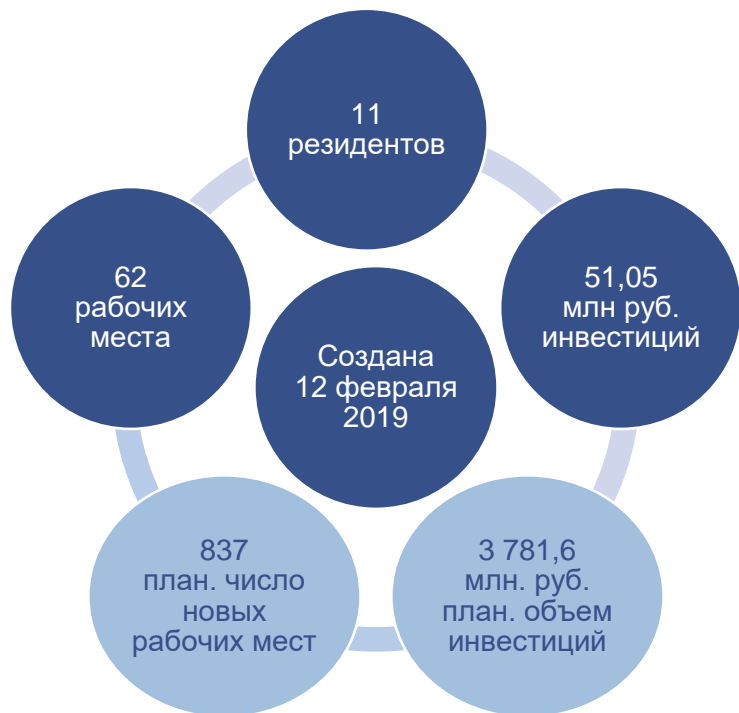 11
резидентов
62
рабочих
места
51,05
млн руб.
инвестиций
Создана
12 февраля
2019
837
план. число
новых
рабочих мест
3 781,6
млн. руб.
план. объем
инвестиций